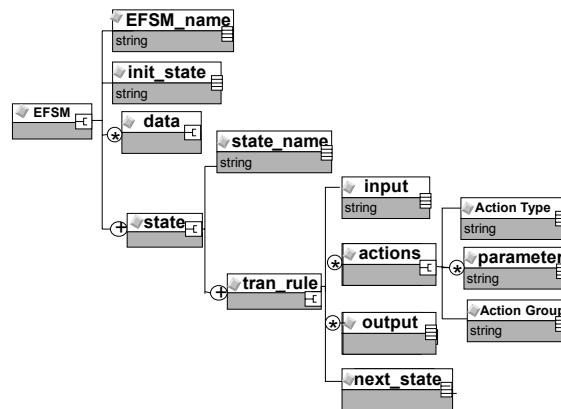 EFSM_name
string
init_state
string
EFSM
data
state_name
string
state
input
string
Action Type
string
actions
parameter
string
tran_rule
Action Group
string
output
next_state